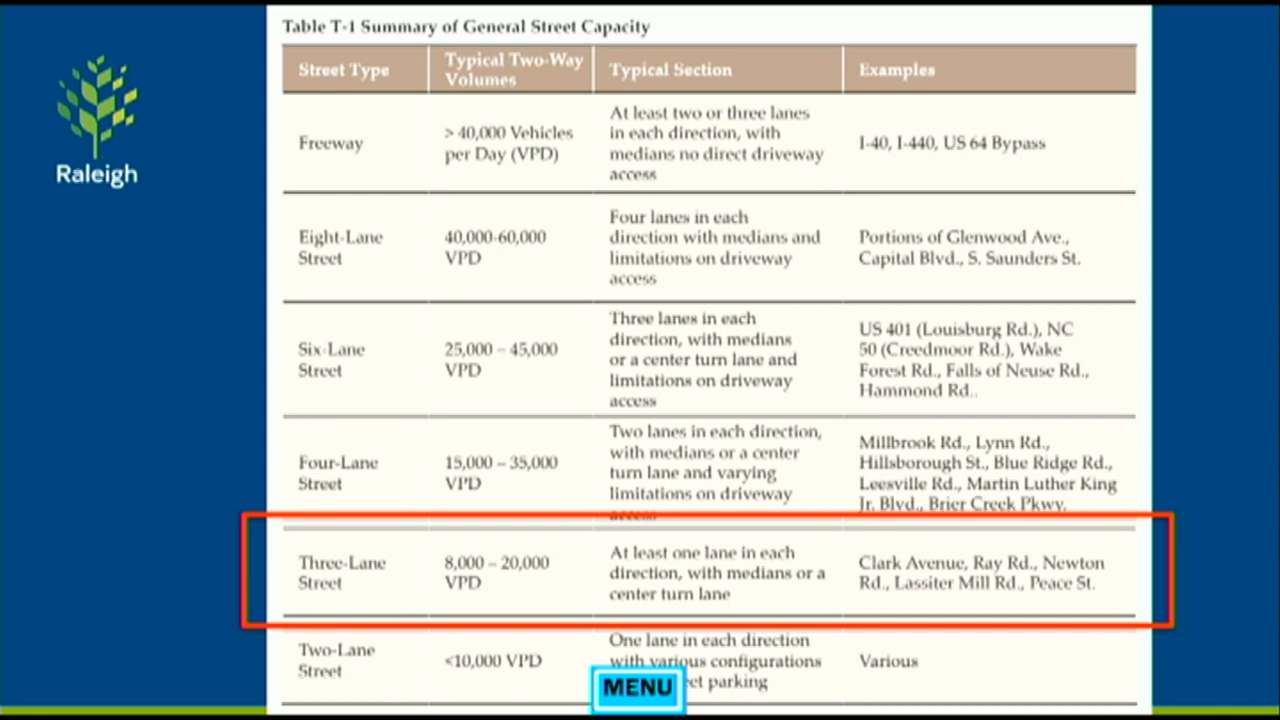 Table T-1 Summary of General Street Capacity
Raleigh
Street Type
Typical Two-Way
Volumes
Typical Section
Examples
Freeway
> 40,000 Vehicles
per Day (VPD)
At least two or three lanes
in each direction, with
medians no direct driveway
access
I-40, I-440, US 64 Bypass
Eight-Lane
Street
40,000-60,000
VPD
Four lanes in each
direction with medians and
limitations on driveway
access
Portions of Glenwood Ave.,
Capital Blvd., S. Saunders St.
Six-Lane
Street
25,000 – 45,000
VPD
Three lanes in each
direction, with medians
or a center turn lane and
limitations on driveway
access
US 401 (Louisburg Rd.), NC
50 (Creedmoor Rd.), Wake
Forest Rd., Falls of Neuse Rd.,
Hammond Rd..
Four-Lane
Street
15,000 – 35,000
VPD
Two lanes in each direction,
with medians or a center
turn lane and varying
limitations on driveway
Millbrook Rd., Lynn Rd.,
Hillsborough St., Blue Ridge Rd.,
Leesville Rd., Martin Luther King
Jr. Blvd., Brier Creek Pkwy.
Three-Lane
Street
8,000 – 20,000
VPD
At least one lane in each
direction, with medians or a
center turn lane
Clark Avenue, Ray Rd., Newton
Rd., Lassiter Mill Rd., Peace St.
Two-Lane
Street
<10,000 VPD
One lane in each direction
with various configurations
parking
Various
MENU